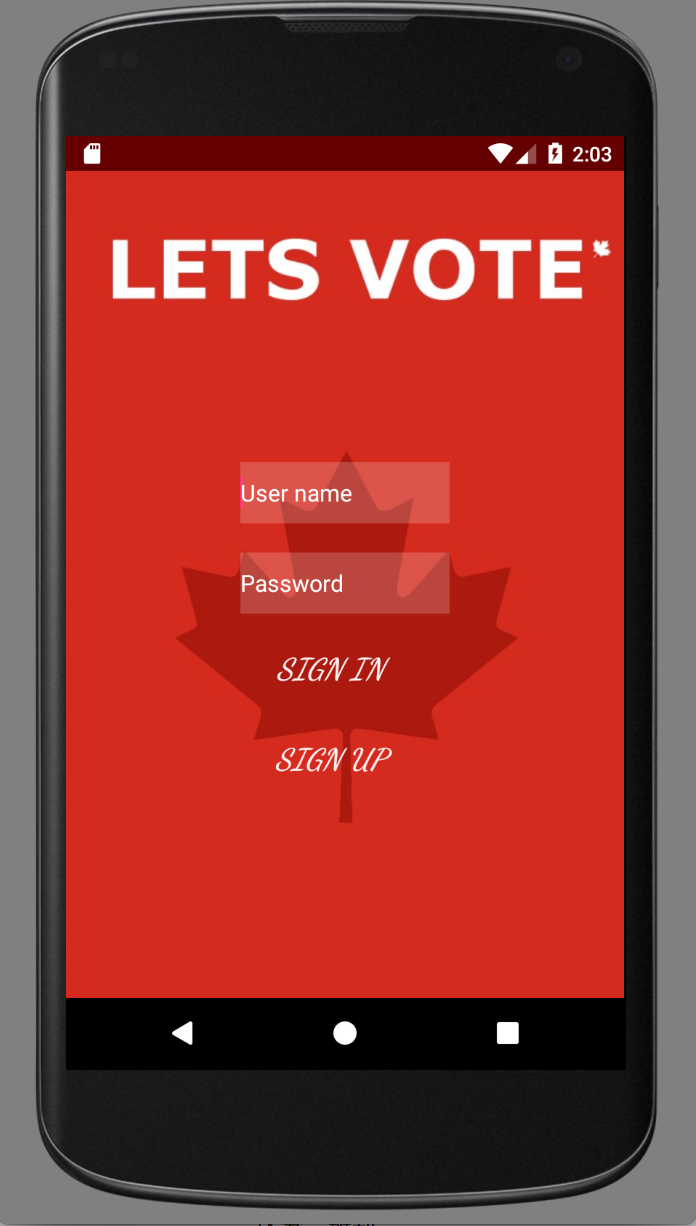 2:03
LETS VOTE
User name
Password
SIGN IN
SIGN UP